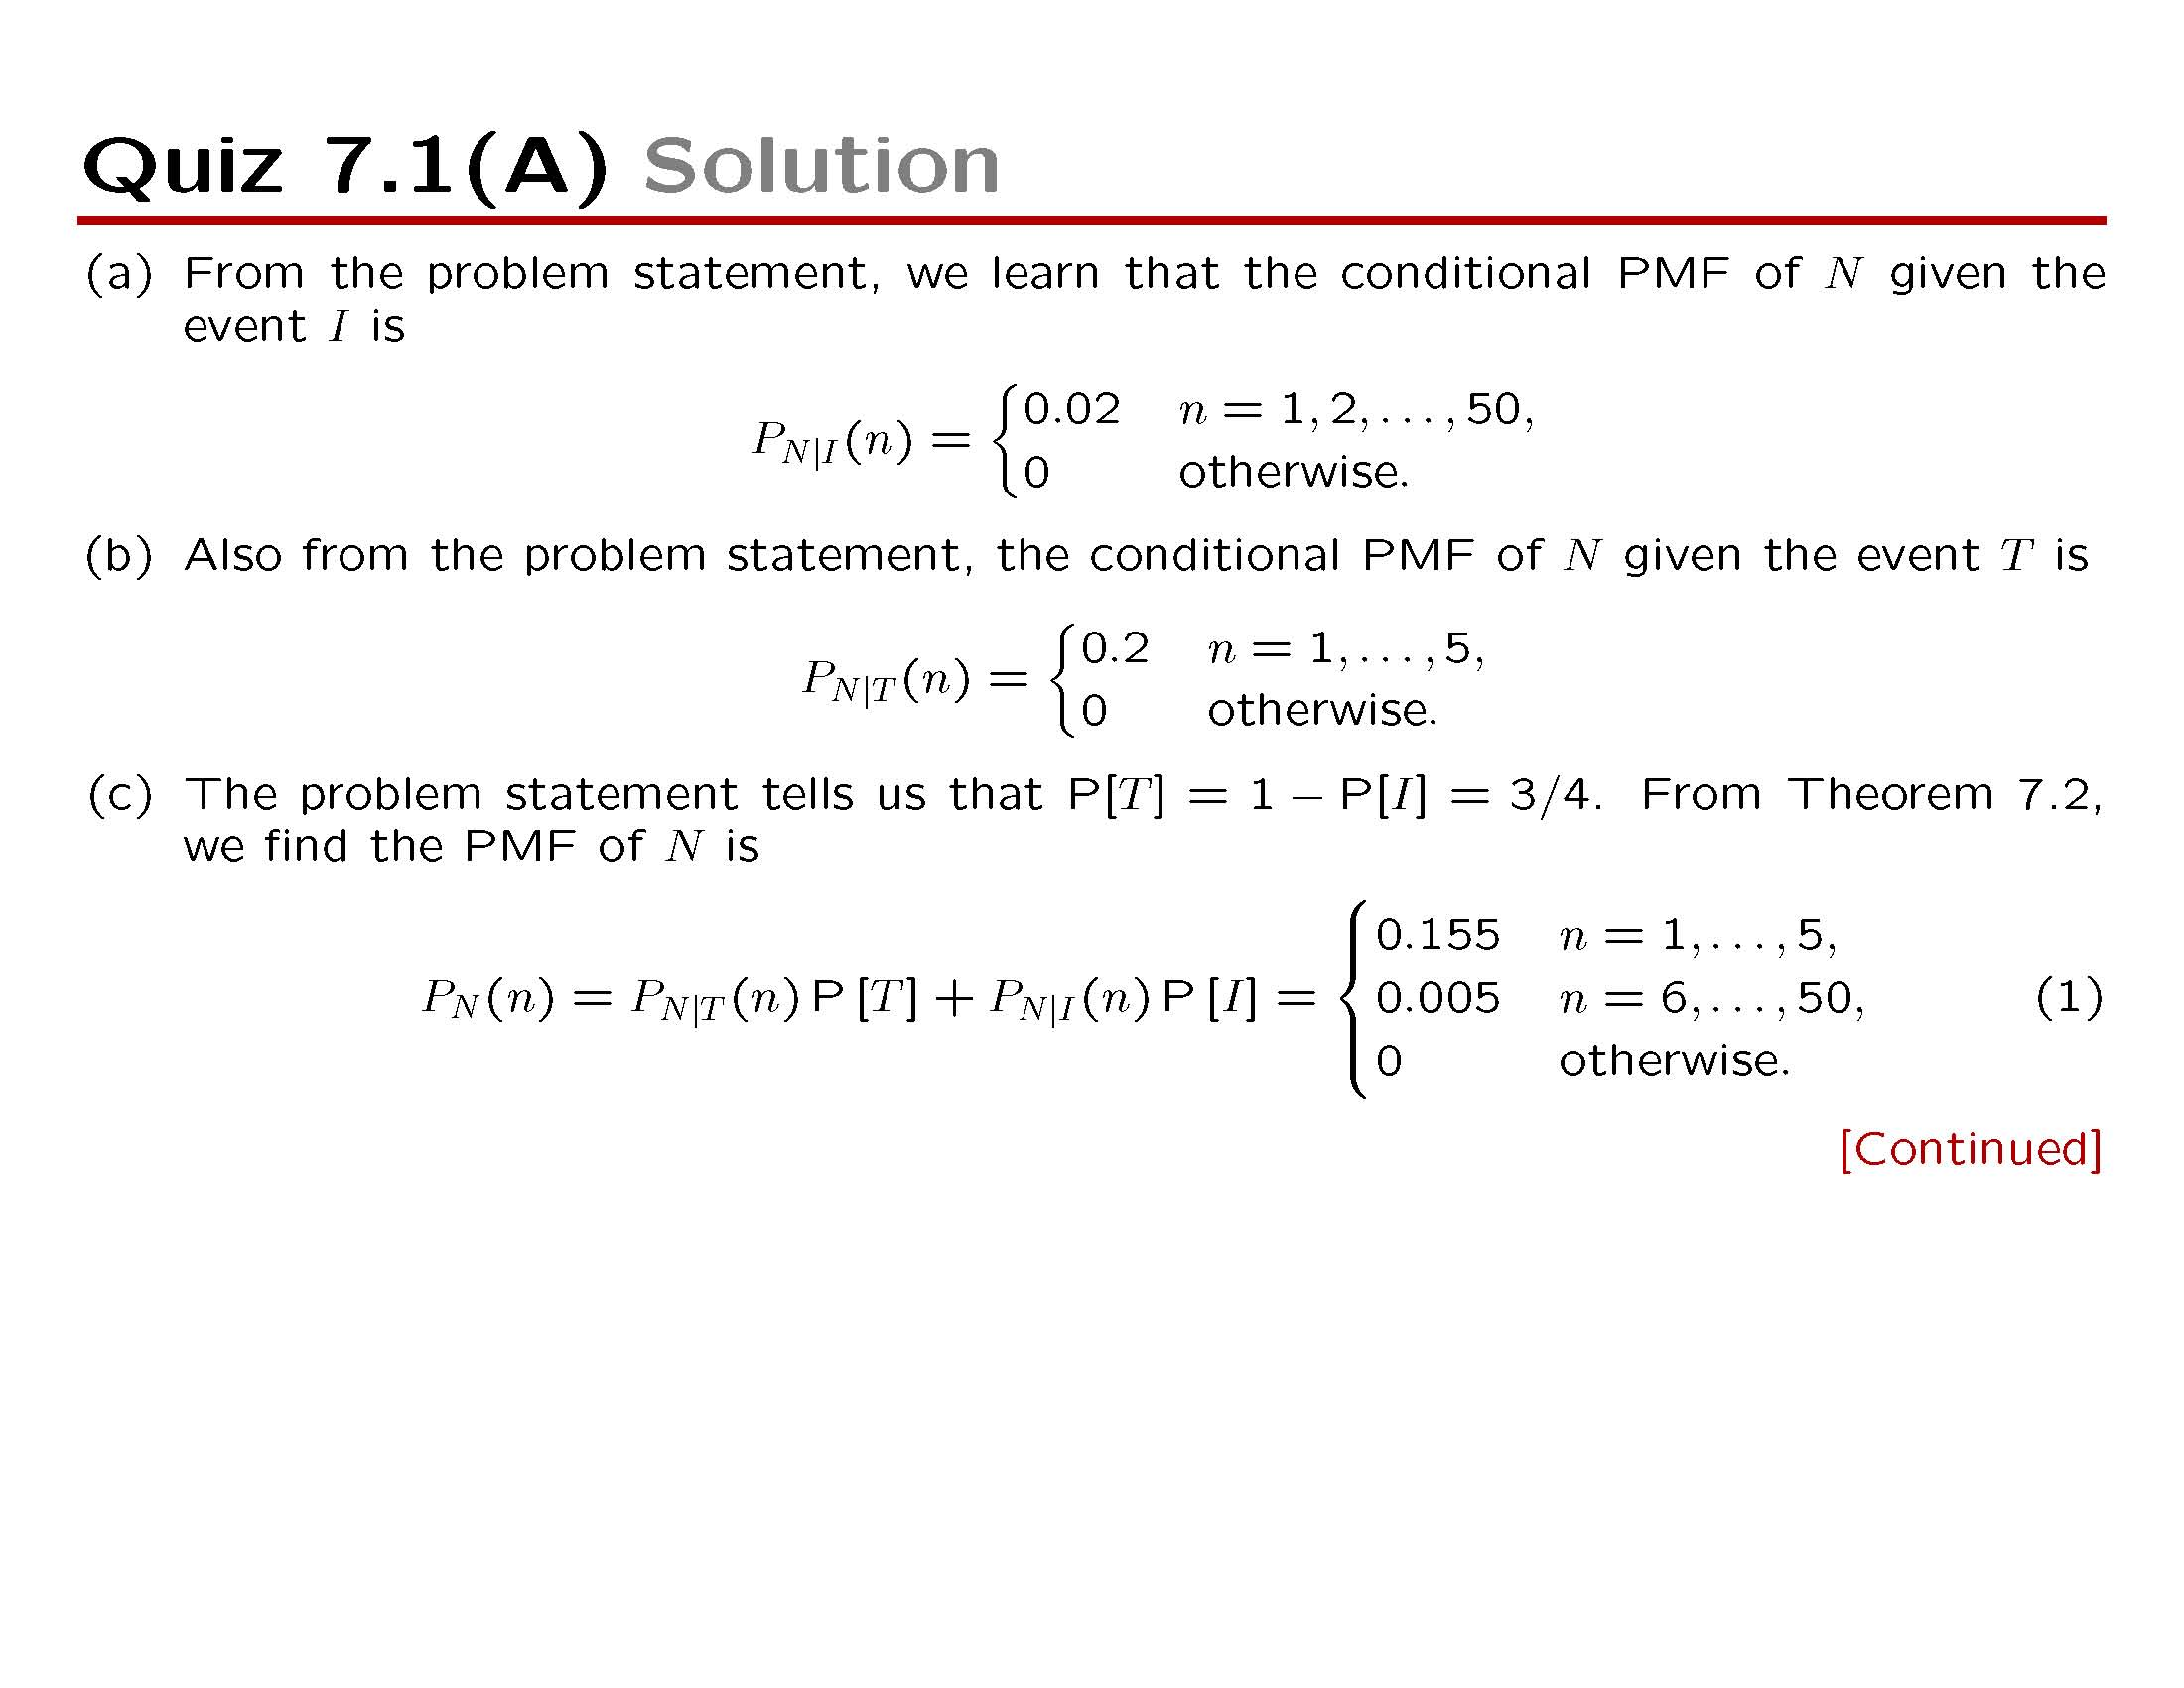 Quiz 7.1(A) Solution
(a) From the problem statement, we learn that the conditional PMF of N given the
event I is
P_{N|I}(n) = { 0.02 n = 1, 2, . . . , 50,
0 otherwise.
(b) Also from the problem statement, the conditional PMF of N given the event T is
P_{N|T}(n) = { 0.2 n = 1, . . . , 5,
0 otherwise.
(c) The problem statement tells us that P[T] = 1 − P[I] = 3/4. From Theorem 7.2,
we find the PMF of N is
0.155 n = 1, . . . , 5,
P_N(n) = P_{N|T}(n) P [T] + P_{N|I}(n) P [I] = { 0.005 n = 6, . . . , 50, (1)
0 otherwise.
[Continued]